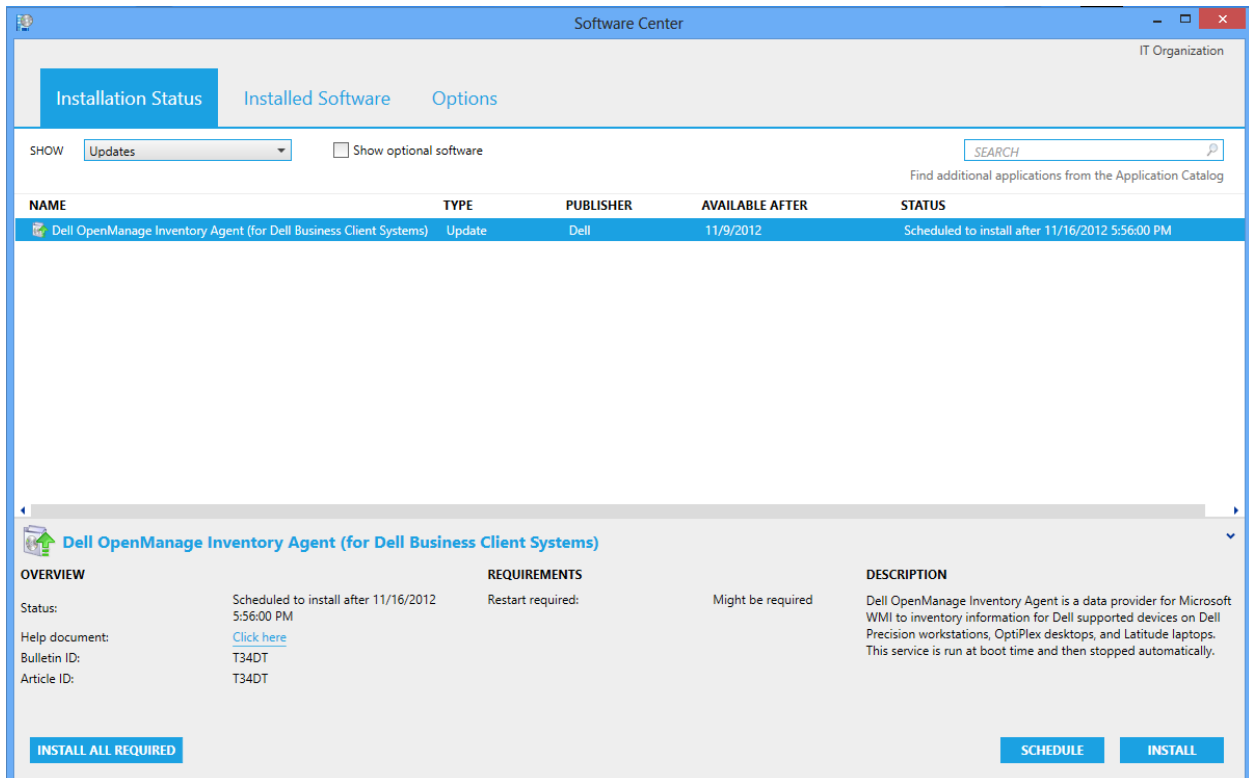 Software Center
IT Organization
Installation Status Installed Software Options
SHOW Updates Show optional software SEARCH
Find additional applications from the Application Catalog
NAME TYPE PUBLISHER AVAILABLE AFTER STATUS
Dell OpenManage Inventory Agent (for Dell Business Client Systems) Update Dell 11/9/2012 Scheduled to install after 11/16/2012 5:56:00 PM
Dell OpenManage Inventory Agent (for Dell Business Client Systems)
OVERVIEW
Status: Scheduled to install after 11/16/2012
5:56:00 PM
Help document: Click here
Bulletin ID: T34DT
Article ID: T34DT
REQUIREMENTS
Restart required: Might be required
DESCRIPTION
Dell OpenManage Inventory Agent is a data provider for Microsoft
WMI to inventory information for Dell supported devices on Dell
Precision workstations, OptiPlex desktops, and Latitude laptops.
This service is run at boot time and then stopped automatically.
INSTALL ALL REQUIRED SCHEDULE INSTALL